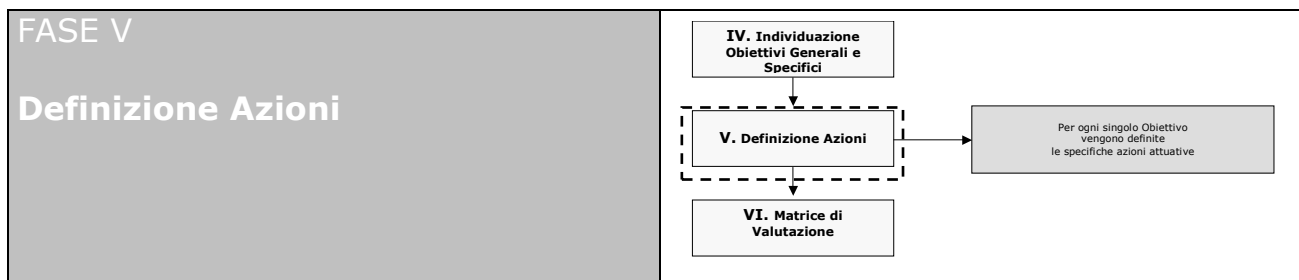 FASE V
Definizione Azioni
IV. Individuazione
Obiettivi Generali e
Specifici
V. Definizione Azioni
Per ogni singolo Obiettivo
vengono definite
le specifiche azioni attuative
VI. Matrice di
Valutazione